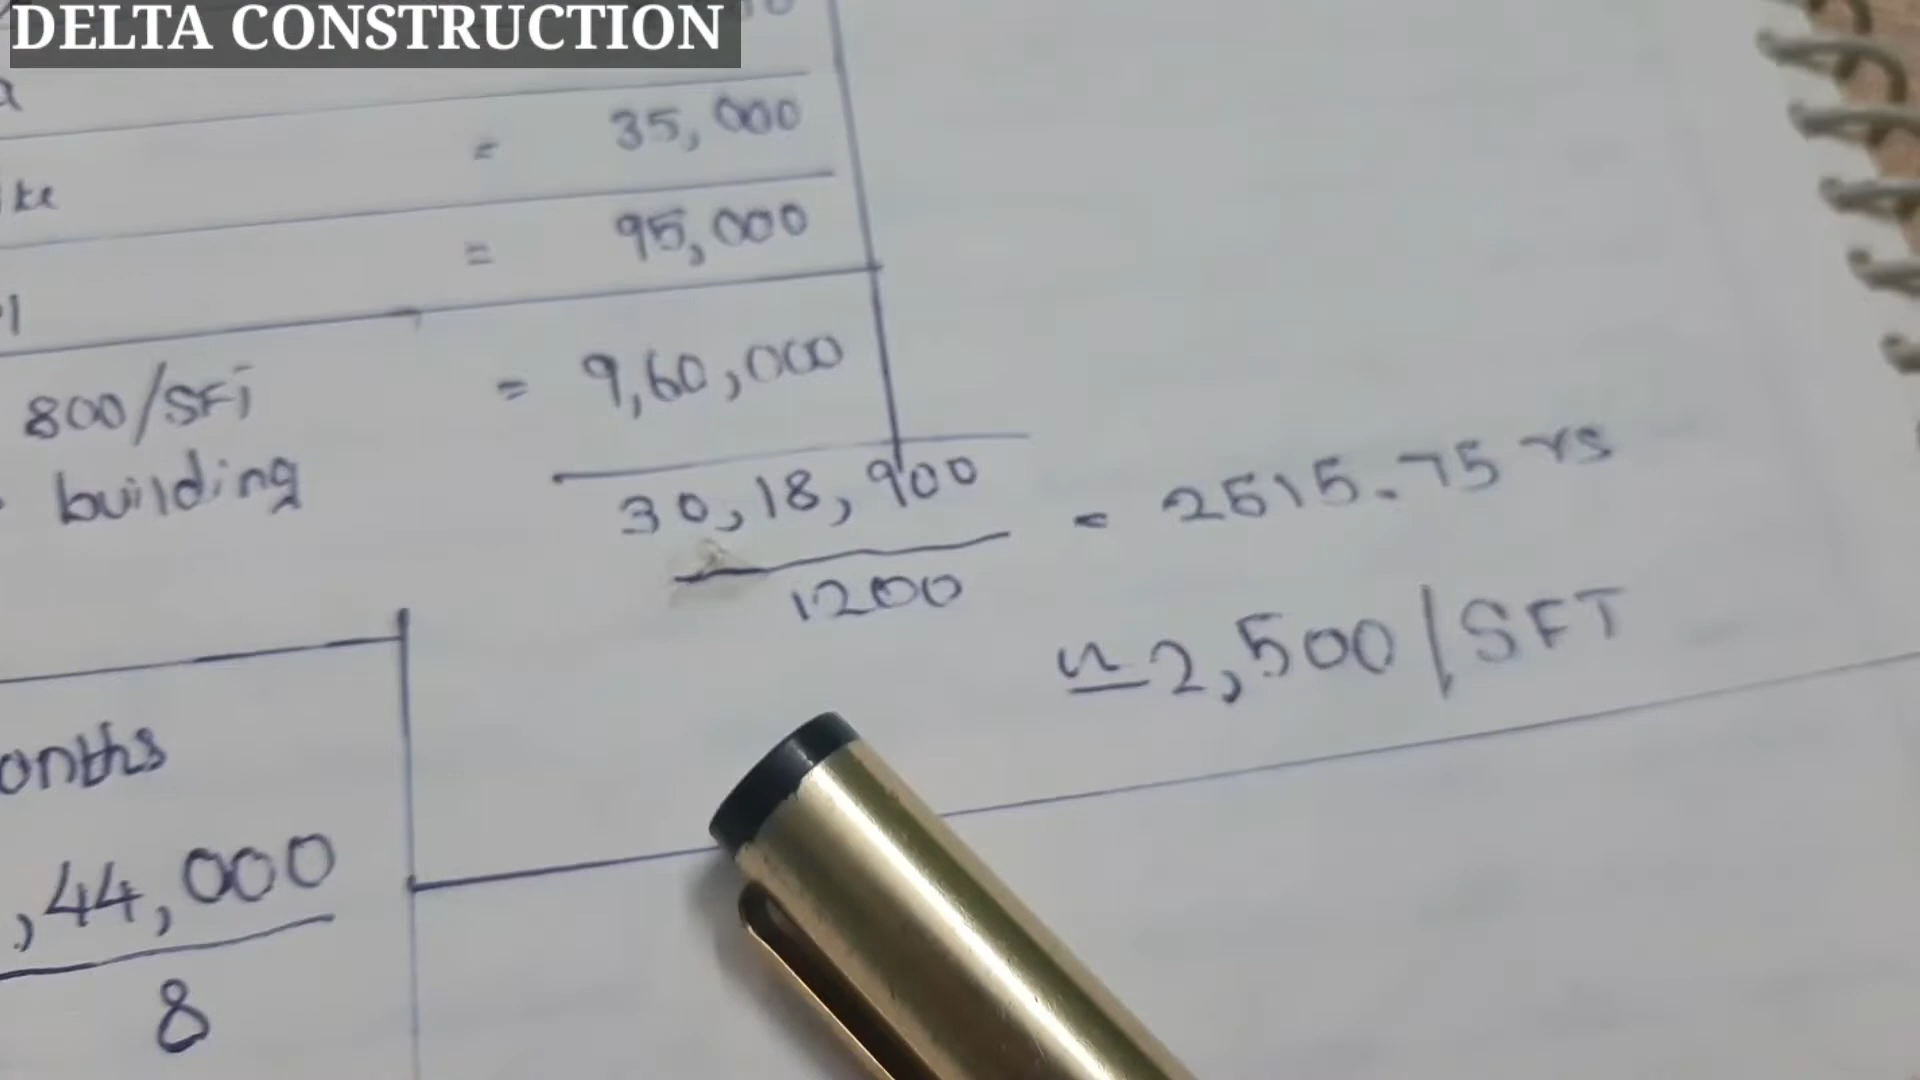 DELTA CONSTRUCTION
= 35,000
= 95,000
800/SFT = 9,60,000
building
30,18,900 = 2515.75 rs
1200
≃ 2,500/SFT
onths
,44,000
8